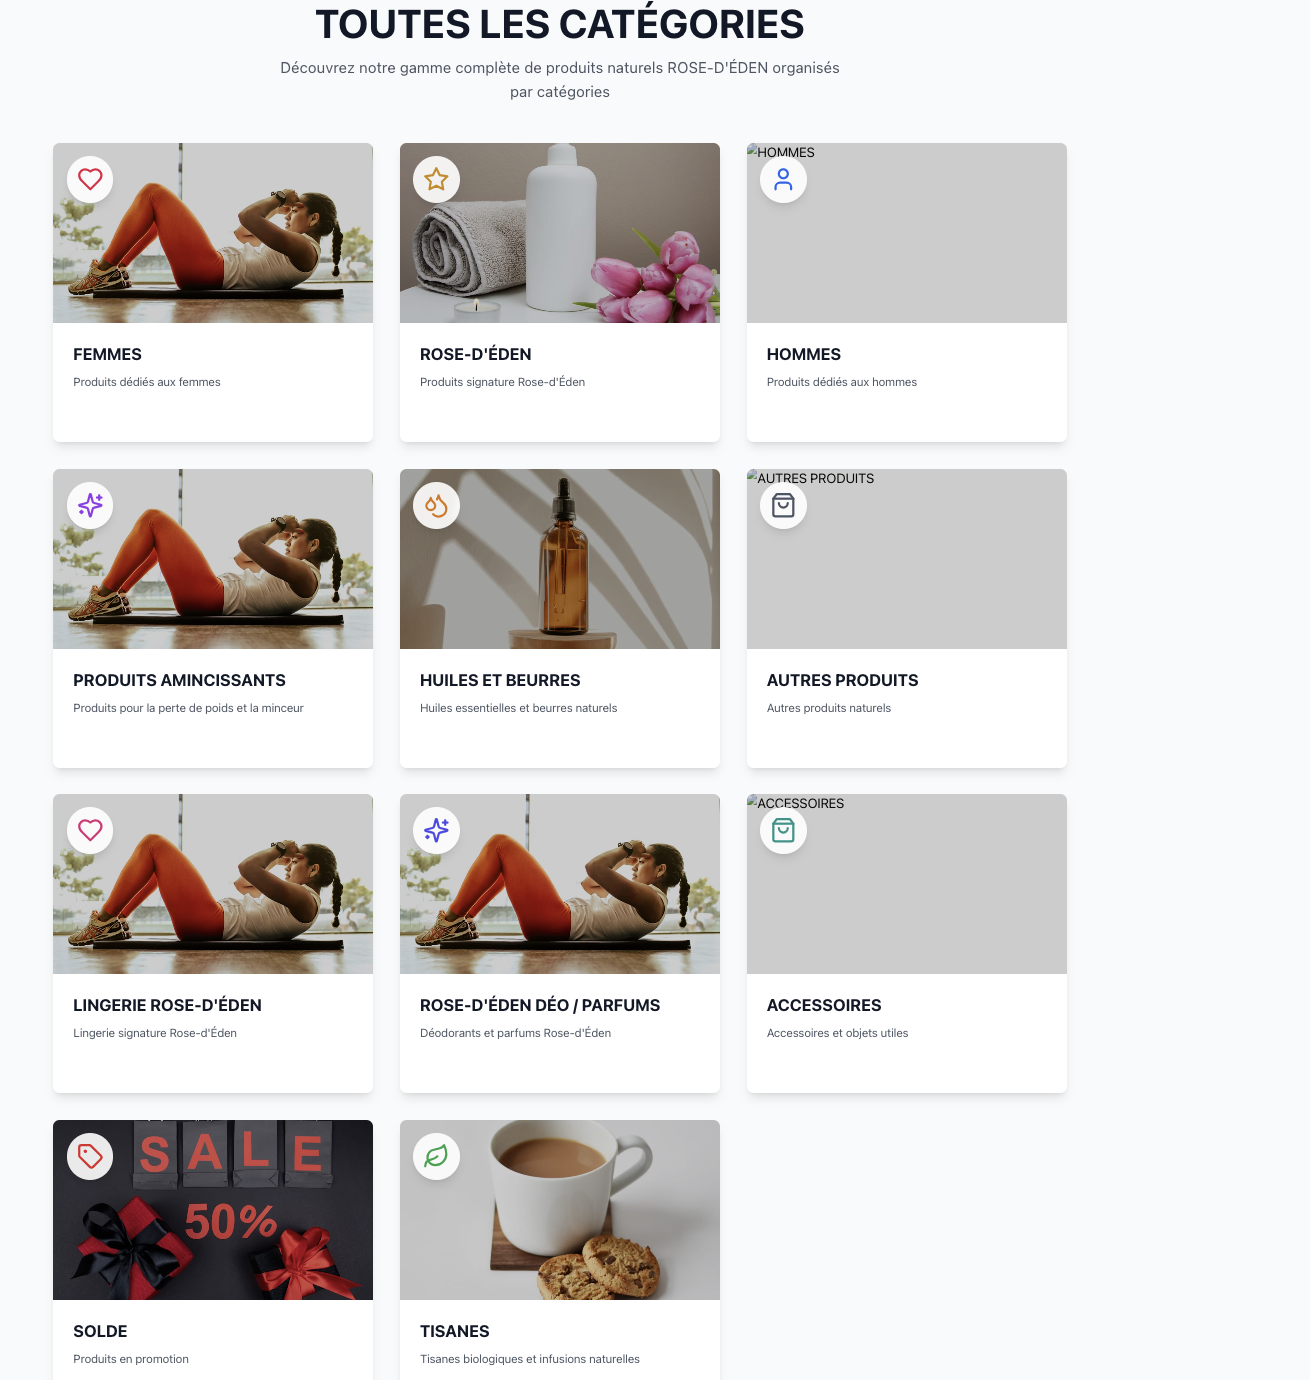 TOUTES LES CATÉGORIES
Découvrez notre gamme complète de produits naturels ROSE-D'ÉDEN organisés
par catégories
HOMMES
FEMMES
Produits dédiés aux femmes
ROSE-D'ÉDEN
Produits signature Rose-d'Éden
HOMMES
Produits dédiés aux hommes
AUTRES PRODUITS
PRODUITS AMINCISSANTS
Produits pour la perte de poids et la minceur
HUILES ET BEURRES
Huiles essentielles et beurres naturels
AUTRES PRODUITS
Autres produits naturels
ACCESSOIRES
LINGERIE ROSE-D'ÉDEN
Lingerie signature Rose-d'Éden
ROSE-D'ÉDEN DÉO / PARFUMS
Déodorants et parfums Rose-d'Éden
ACCESSOIRES
Accessoires et objets utiles
SALE
50%
SOLDE
Produits en promotion
TISANES
Tisanes biologiques et infusions naturelles